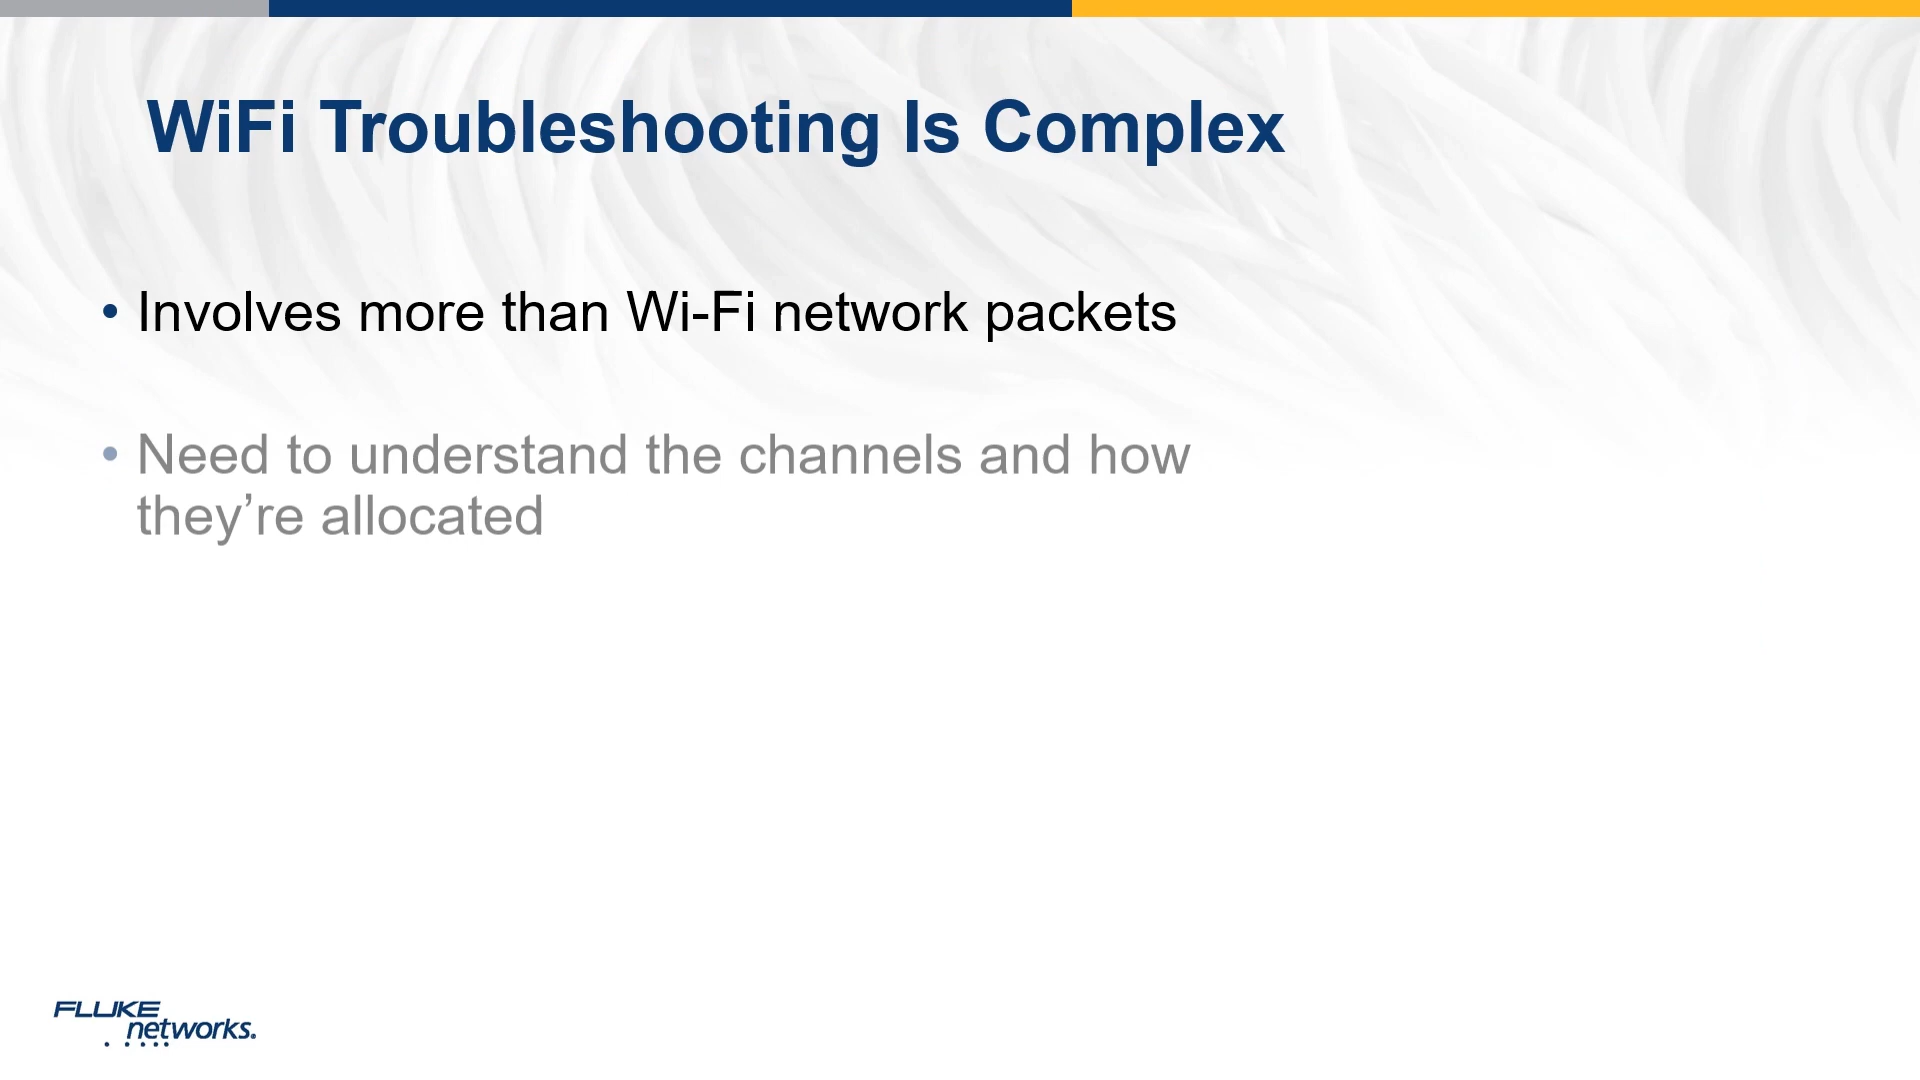 WiFi Troubleshooting Is Complex
• Involves more than Wi-Fi network packets
• Need to understand the channels and how
they’re allocated
FLUKE
networks.